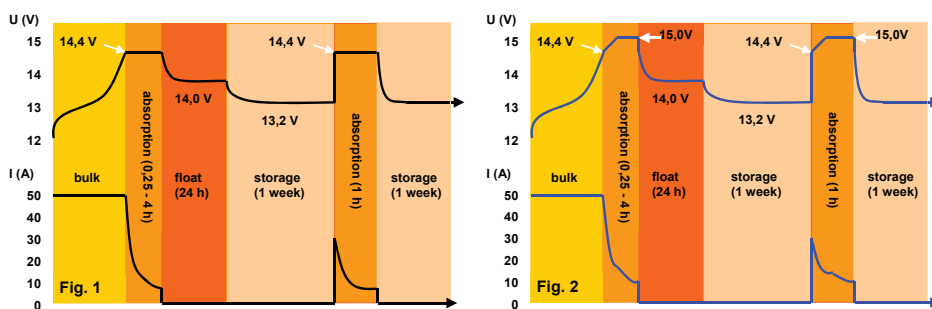 U (V)
15
14
13
12
I (A)
50
40
30
20
10
0
14,4 V
14,0 V
13,2 V
14,4 V
bulk
absorption (0,25 - 4 h)
float
(24 h)
storage
(1 week)
absorption (1 h)
storage
(1 week)
Fig. 1
U (V)
15
14
13
12
I (A)
50
40
30
20
10
0
14,4 V
15,0V
14,0 V
13,2 V
14,4 V
15,0V
bulk
absorption (0,25 - 4 h)
float
(24 h)
storage
(1 week)
absorption (1 h)
storage
(1 week)
Fig. 2